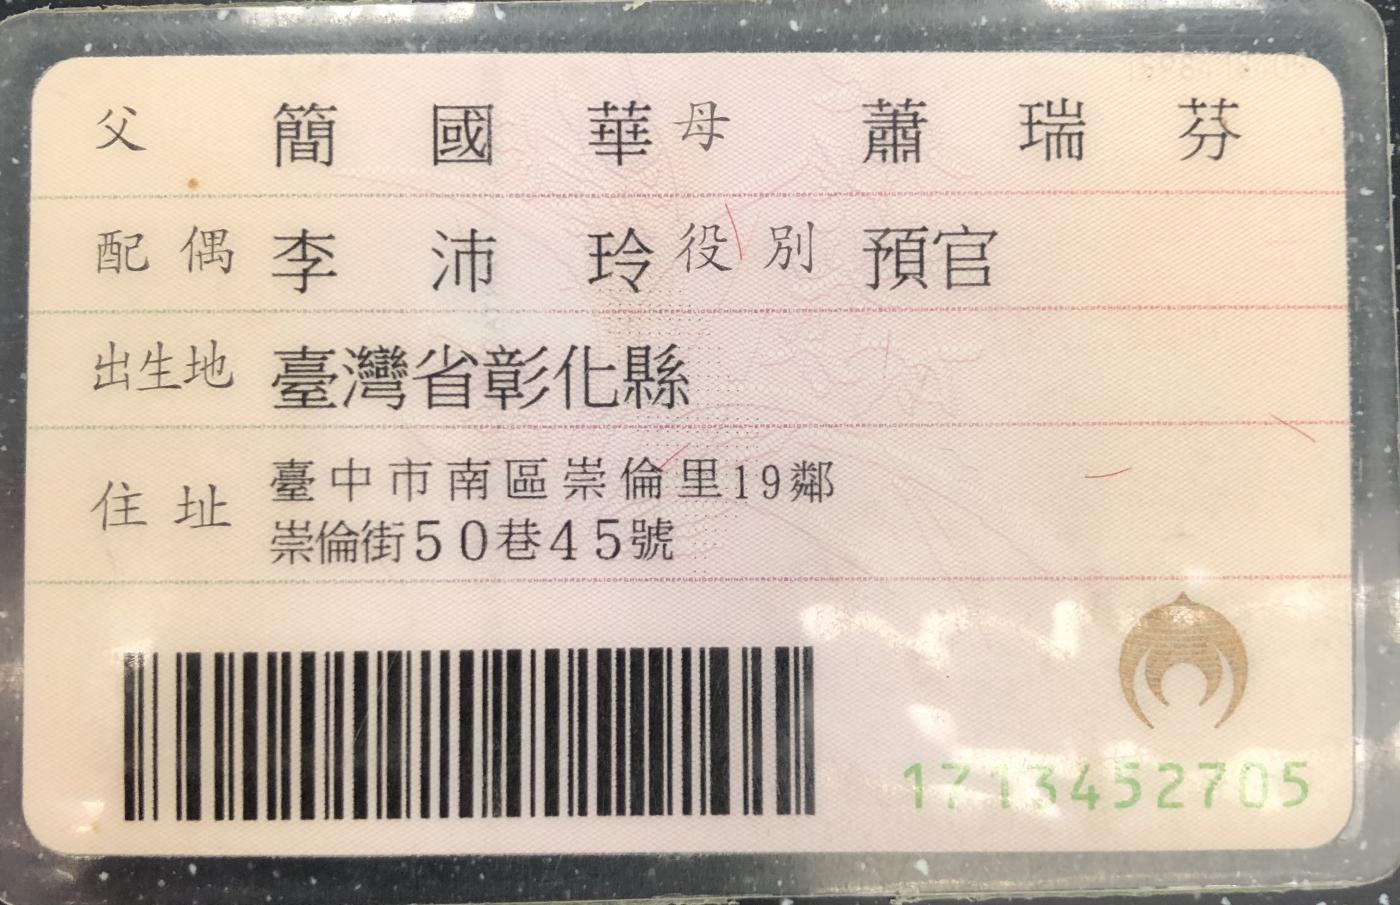 父 簡國華 母 蕭瑞芬
配偶 李沛玲 役別 預官
出生地 臺灣省彰化縣
住址 臺中市南區崇倫里19鄰
崇倫街50巷45號
1713452705